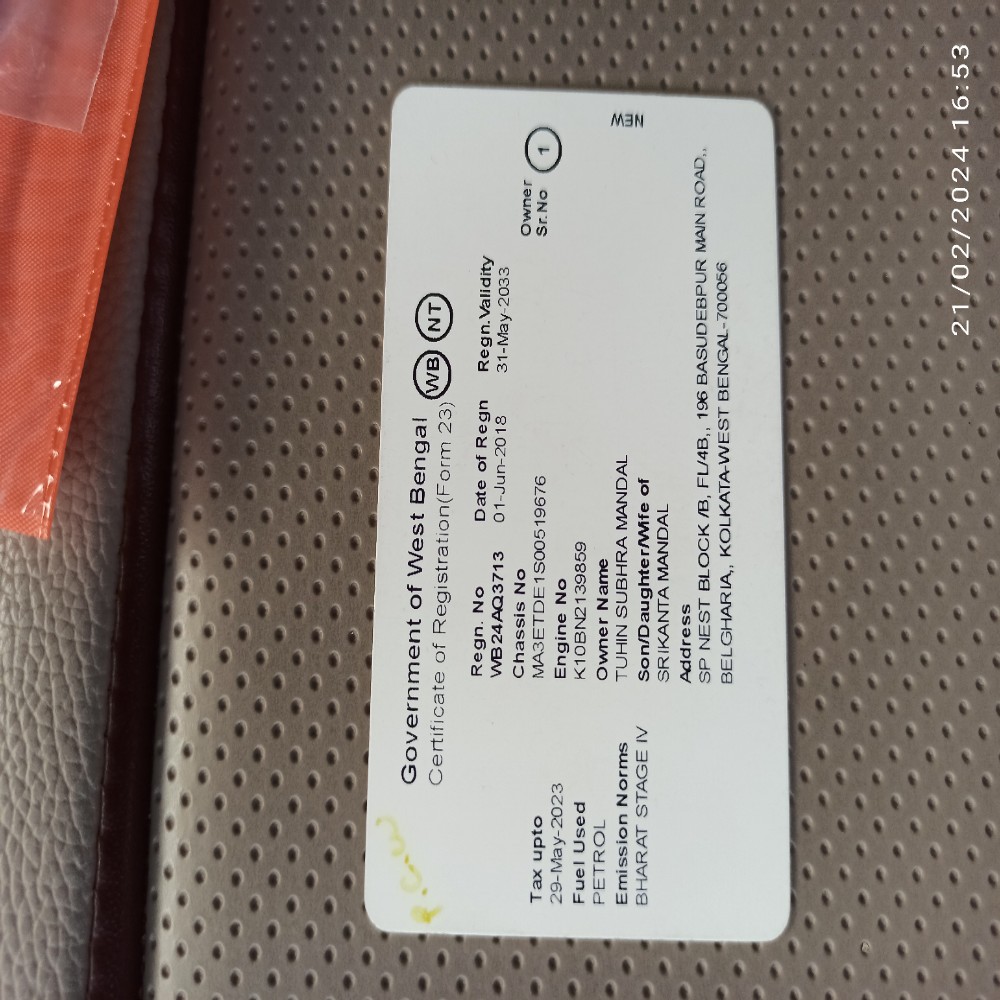 Government of West Bengal
Certificate of Registration(Form 23) WB NT
Regn. No Date of Regn Regn.Validity
WB24AQ3713 01-Jun-2018 31-May-2033
Chassis No
MA3ETDE1S00519676
Owner
Sr.No 1
Tax upto
29-May-2023
Engine No
K10BN2139859
Fuel Used
PETROL
Owner Name
TUHIN SUBHRA MANDAL
Emission Norms
BHARAT STAGE IV
Son/Daughter/Wife of
SRIKANTA MANDAL
NEW
Address
SP NEST BLOCK /B, FL/4B,, 196 BASUDEBPUR MAIN ROAD,,
BELGHARIA,, KOLKATA-WEST BENGAL-700056
21/02/2024 16:53